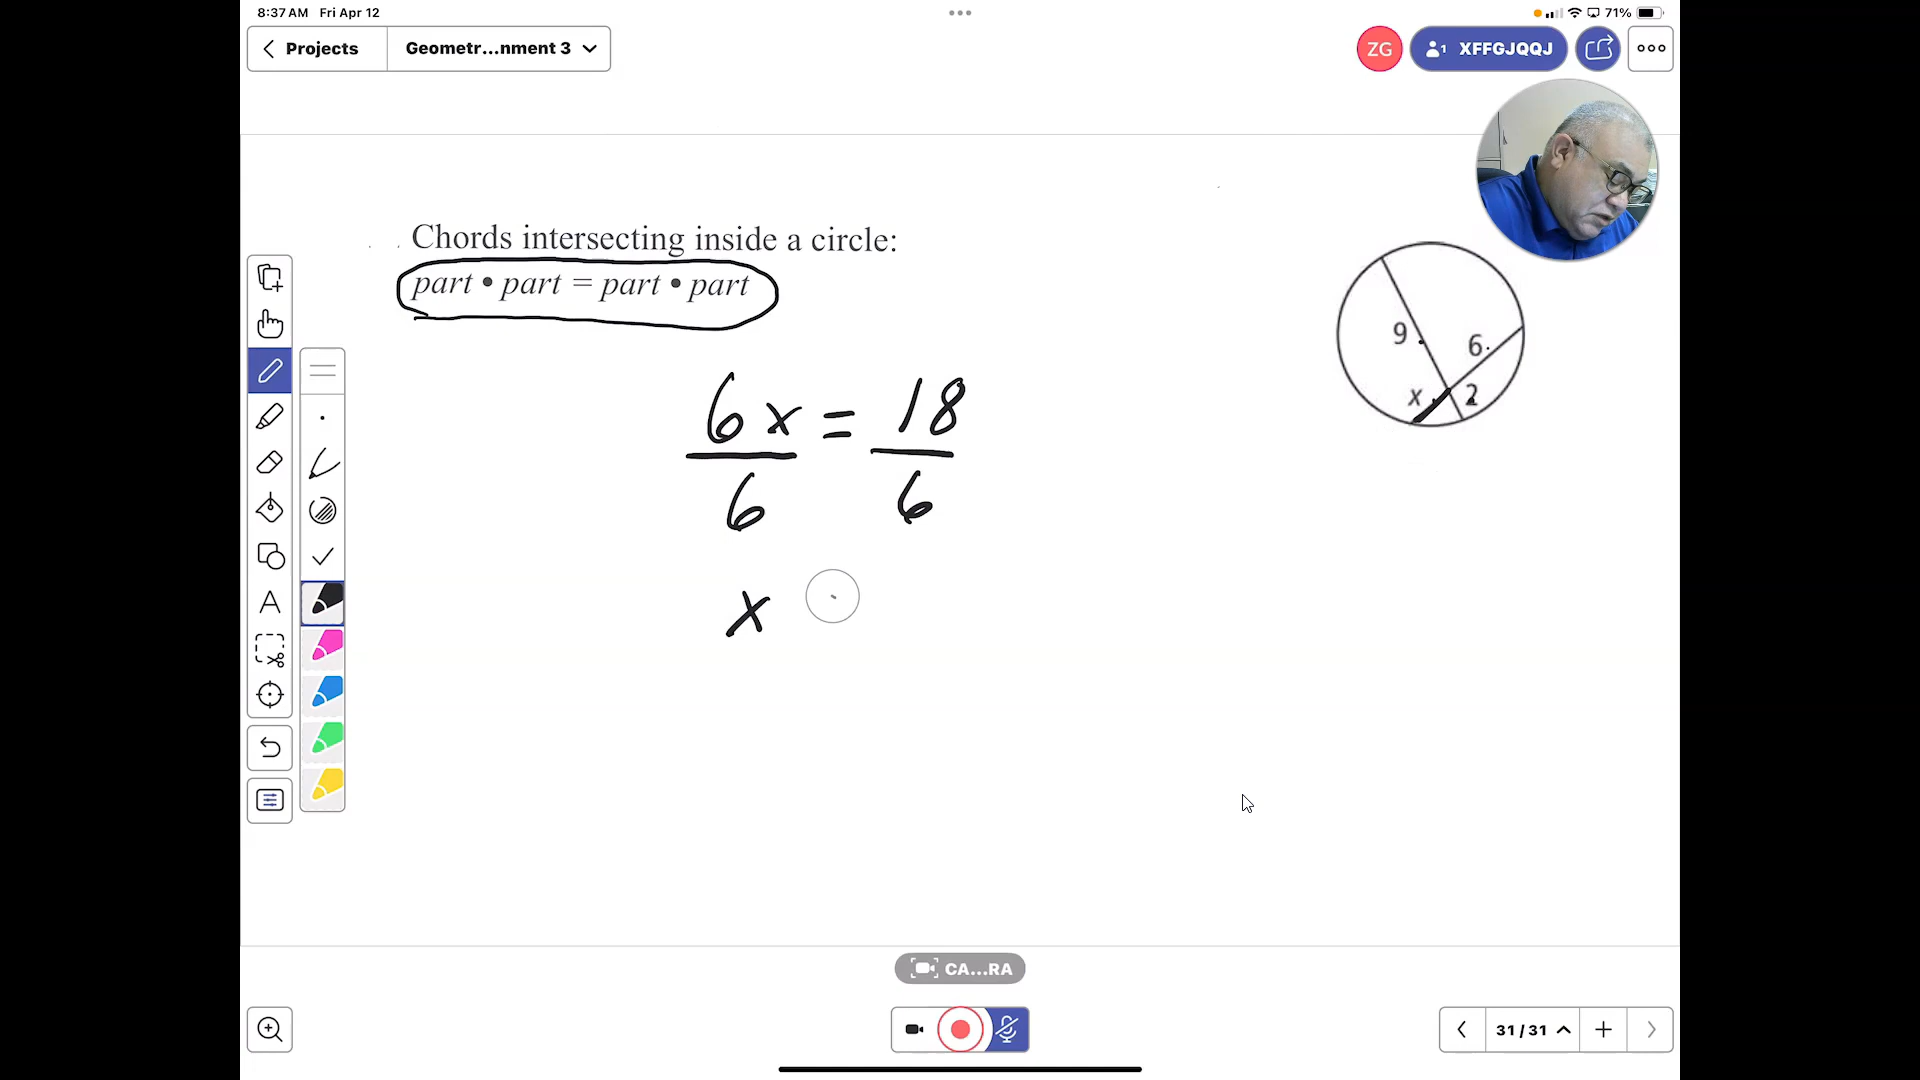 8:37 AM Fri Apr 12
71%
Projects
Geometr...nment 3
ZG
1 XFFGJQQJ
Chords intersecting inside a circle:
part • part = part • part
9
6
x
2
6x = 18
6 6
x
A
CA...RA
31 / 31